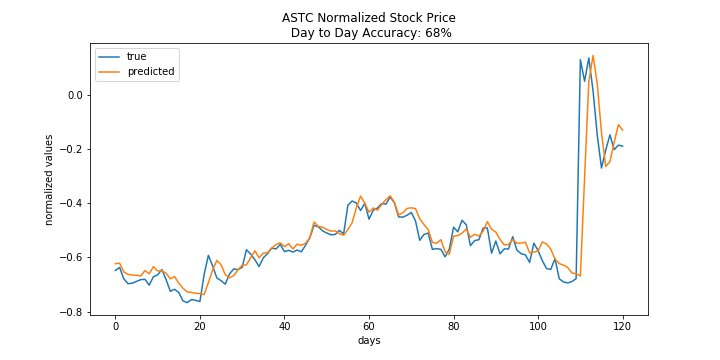 ASTC Normalized Stock Price
Day to Day Accuracy: 68%
true
predicted
normalized values
0.0
−0.2
−0.4
−0.6
−0.8
0 20 40 60 80 100 120
days